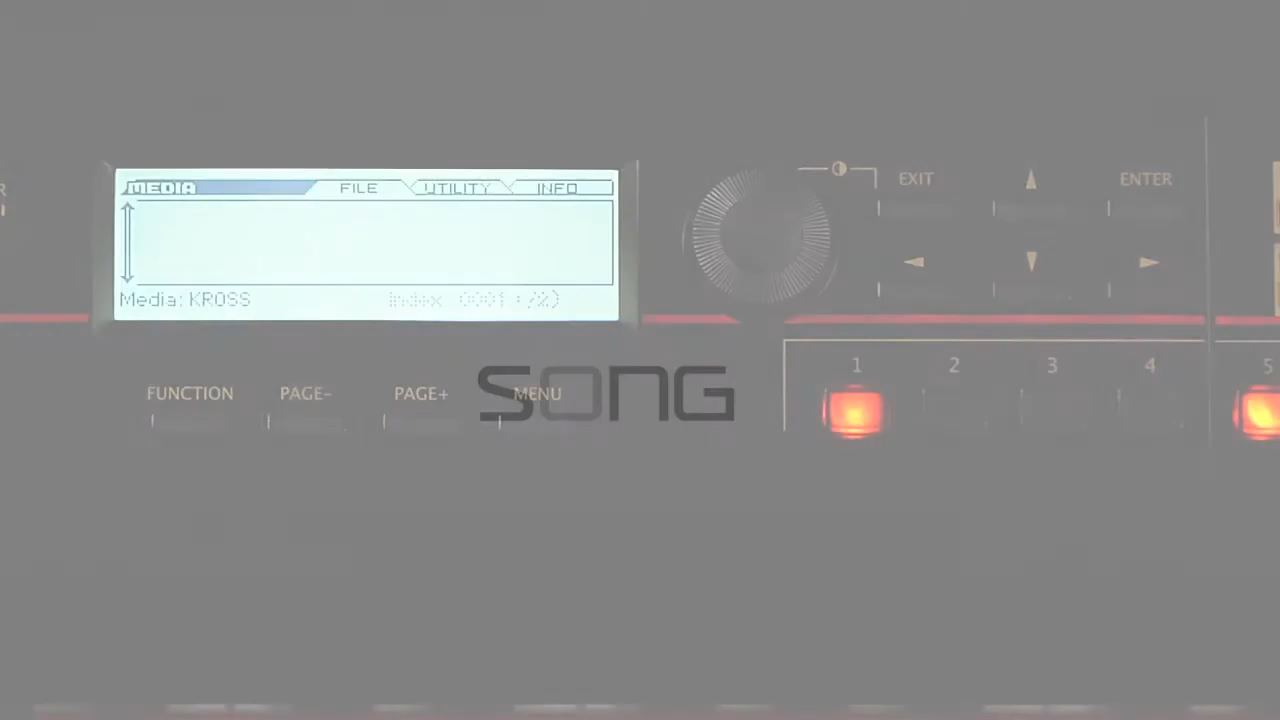 MEDIA FILE UTILITY INFO
Media: KROSS
EXIT
ENTER
FUNCTION PAGE- PAGE+ MENU
SONG
1 2 3 4 5